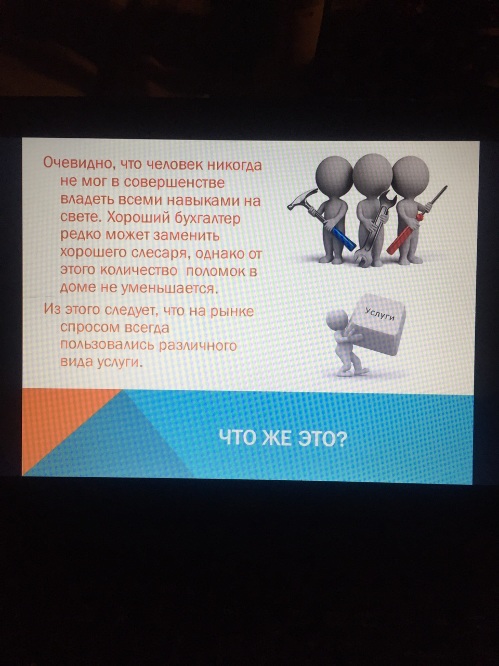 Очевидно, что человек никогда
не мог в совершенстве
владеть всеми навыками на
свете. Хороший бухгалтер
редко может заменить
хорошего слесаря, однако от
этого количество поломок в
доме не уменьшается.
Из этого следует, что на рынке
спросом всегда
пользовались различного
вида услуги.
Услуги
ЧТО ЖЕ ЭТО?